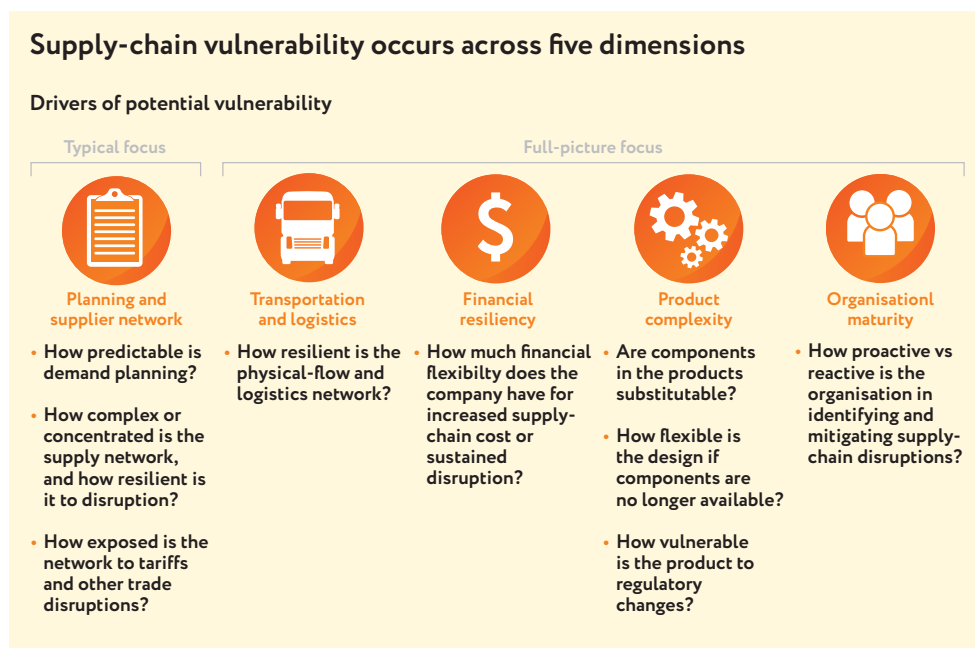 Supply-chain vulnerability occurs across five dimensions
Drivers of potential vulnerability
Typical focus
Full-picture focus
Planning and
supplier network
• How predictable is
demand planning?
• How complex or
concentrated is the
supply network,
and how resilient is
it to disruption?
• How exposed is the
network to tariffs
and other trade
disruptions?
Transportation
and logistics
• How resilient is the
physical-flow and
logistics network?
$
Financial
resiliency
• How much financial
flexibilty does the
company have for
increased supply-
chain cost or
sustained
disruption?
Product
complexity
• Are components
in the products
substitutable?
• How flexible is
the design if
components are
no longer available?
• How vulnerable
is the product to
regulatory
changes?
Organisationl
maturity
• How proactive vs
reactive is the
organisation in
identifying and
mitigating supply-
chain disruptions?